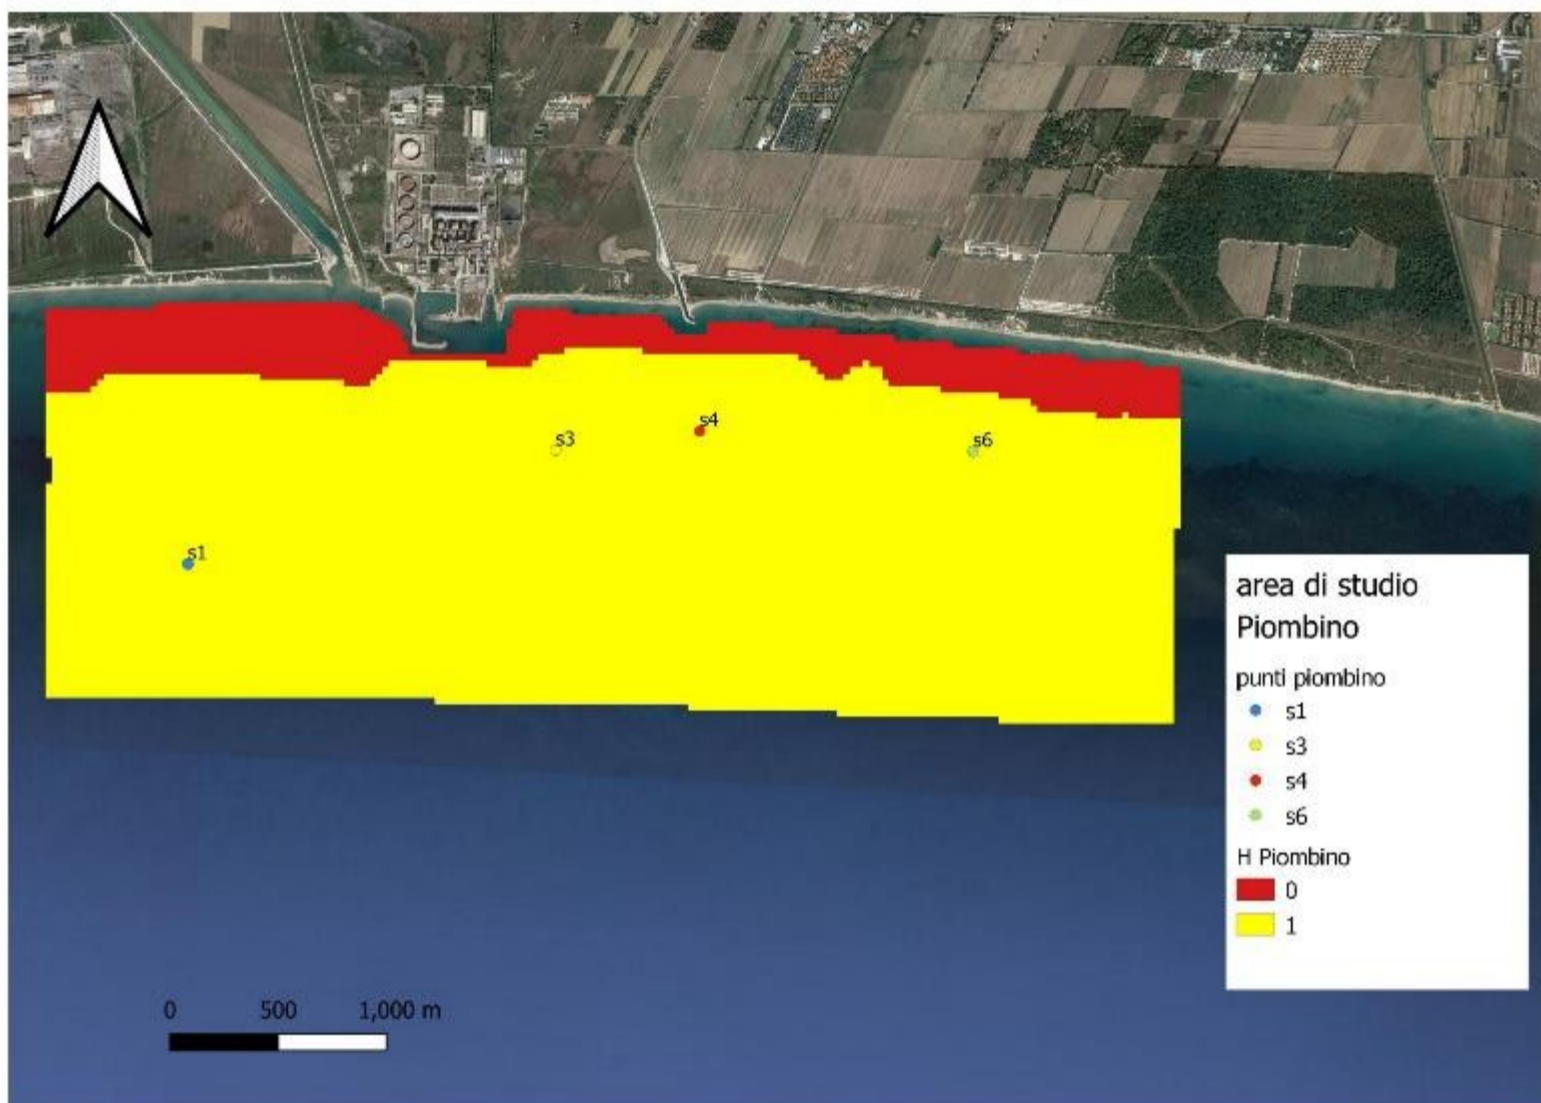 s4
s3
s6
s1
area di studio
Piombino
punti piombino
s1
s3
s4
s6
H Piombino
0
1
0 500 1,000 m